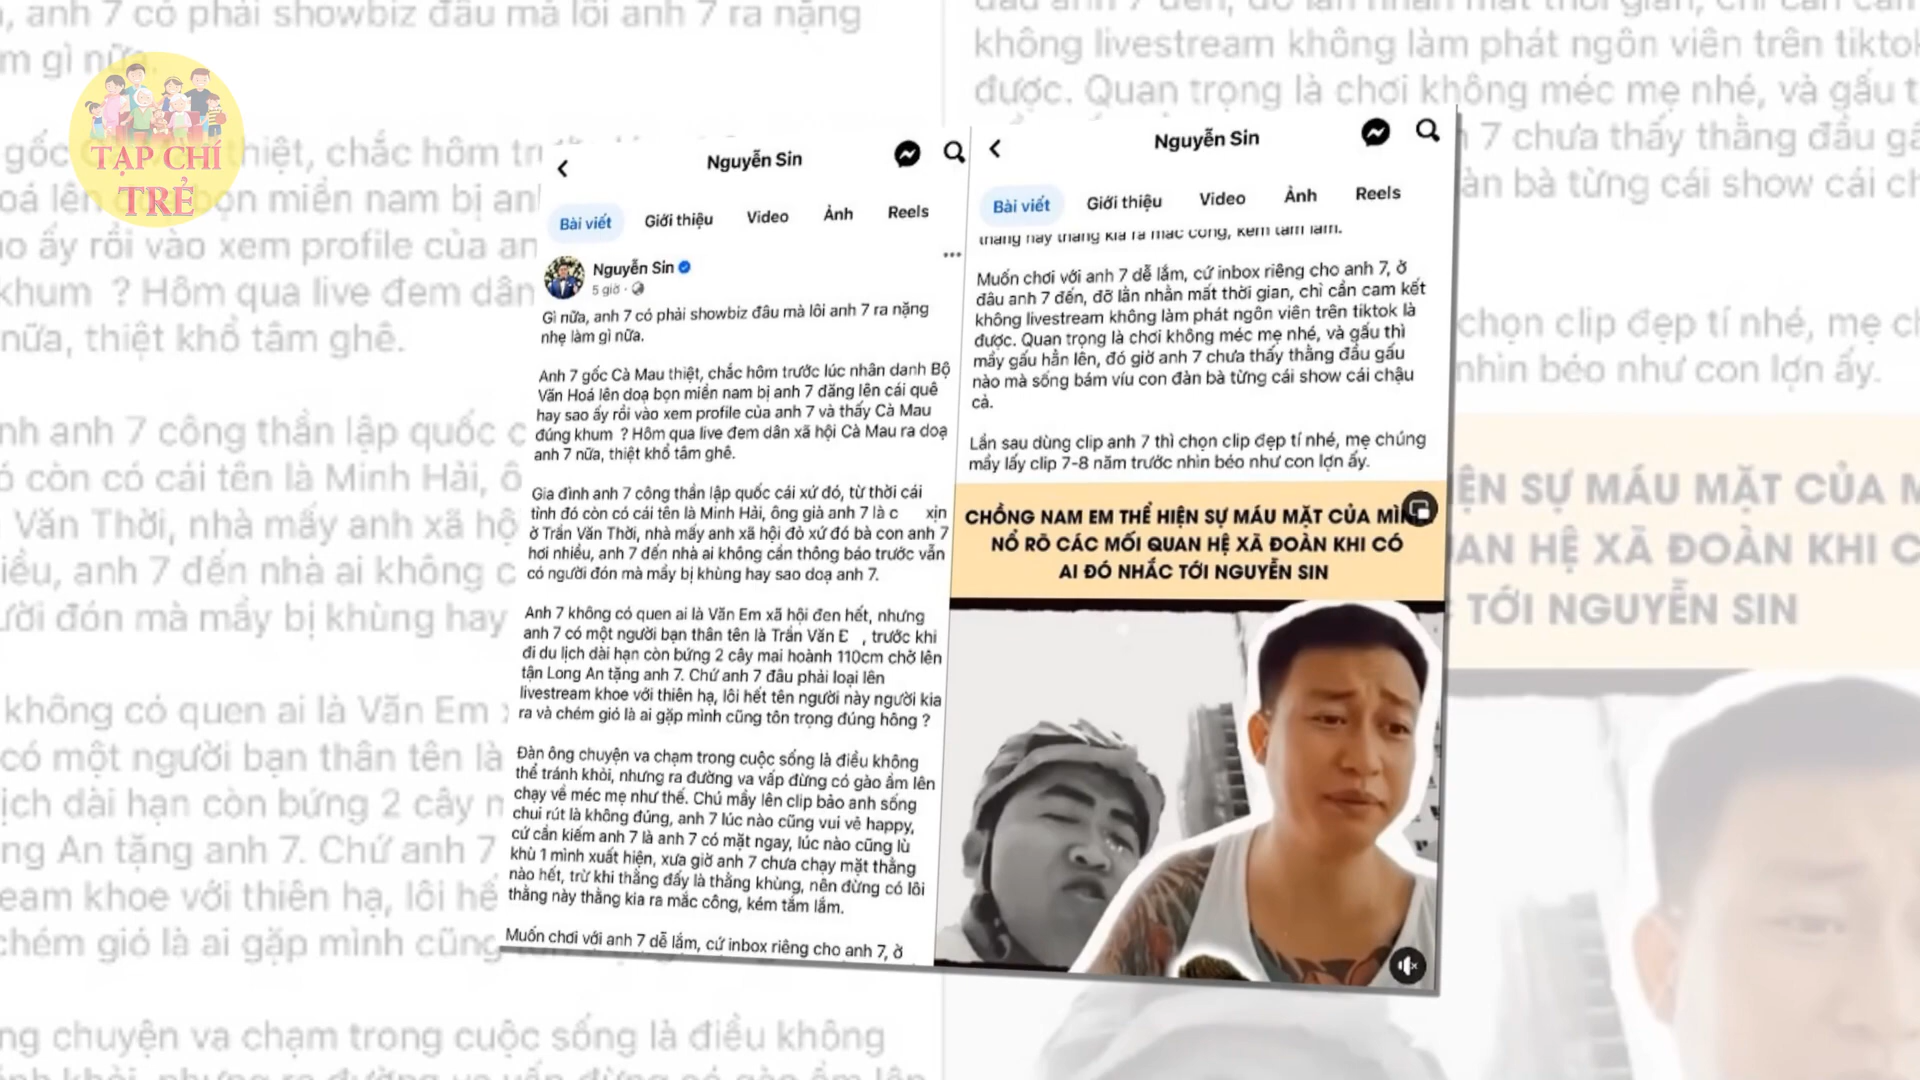 TẠP CHÍ
TRẺ
Nguyễn Sin
Bài viết Giới thiệu Video Ảnh Reels
Nguyễn Sin
5 giờ
Gì nữa, anh 7 có phải showbiz đâu mà lôi anh 7 ra nặng
nhẹ làm gì nữa.
Anh 7 gốc Cà Mau thiệt, chắc hôm trước lúc nhân danh Bộ
Văn Hoá lên doạ bọn miền nam bị anh 7 đăng lên cái quê
hay sao ấy rồi vào xem profile của anh 7 và thấy Cà Mau
đúng khum ? Hôm qua live đem dân xã hội Cà Mau ra doạ
anh 7 nữa, thiệt khổ tâm ghê.
Gia đình anh 7 công thần lập quốc cái xứ đó, từ thời cái
tỉnh đó còn có cái tên là Minh Hải, ông già anh 7 là c xịn
ở Trần Văn Thời, nhà mấy anh xã hội đỏ xứ đó bà con anh 7
hơi nhiều, anh 7 đến nhà ai không cần thông báo trước vẫn
có người đón mà mầy bị khùng hay sao doạ anh 7.
Anh 7 không có quen ai là Văn Em xã hội đen hết, nhưng
anh 7 có một người bạn thân tên là Trần Văn E , trước khi
đi du lịch dài hạn còn bứng 2 cây mai hoành 110cm chở lên
tận Long An tặng anh 7. Chứ anh 7 đâu phải loại lên
livestream khoe với thiên hạ, lôi hết tên người này người kia
ra và chém gió là ai gặp mình cũng tôn trọng đúng hông ?
Đàn ông chuyện va chạm trong cuộc sống là điều không
thể tránh khỏi, nhưng ra đường va vấp đừng có gào ầm lên
chạy về méc mẹ như thế. Chú mầy lên clip bảo anh sống
chui rút là không đúng, anh 7 lúc nào cũng vui vẻ happy,
cứ cần kiếm anh 7 là anh 7 có mặt ngay, lúc nào cũng lù
khù 1 mình xuất hiện, xưa giờ anh 7 chưa chạy mặt thằng
nào hết, trừ khi thằng đấy là thằng khùng, nên đừng có lôi
thằng này thằng kia ra mắc công, kém tắm lắm.
Muốn chơi với anh 7 dễ lắm, cứ inbox riêng cho anh 7, ở
Nguyễn Sin
Bài viết Giới thiệu Video Ảnh Reels
thằng này thằng kia ra mắc công, kém tắm lắm.
Muốn chơi với anh 7 dễ lắm, cứ inbox riêng cho anh 7, ở
đâu anh 7 đến, đỡ lằn nhằn mất thời gian, chỉ cần cam kết
không livestream không làm phát ngôn viên trên tiktok là
được. Quan trọng là chơi không méc mẹ nhé, và gấu thì
mầy gấu hẳn lên, đó giờ anh 7 chưa thấy thằng đầu gấu
nào mà sống bám víu con đàn bà từng cái show cái chậu
cả.
Lần sau dùng clip anh 7 thì chọn clip đẹp tí nhé, mẹ chúng
mầy lấy clip 7-8 năm trước nhìn béo như con lợn ấy.
CHỒNG NAM EM THỂ HIỆN SỰ MÁU MẶT CỦA MÌNH
NỔ RÕ CÁC MỐI QUAN HỆ XÃ ĐOÀN KHI CÓ
AI ĐÓ NHẮC TỚI NGUYỄN SIN